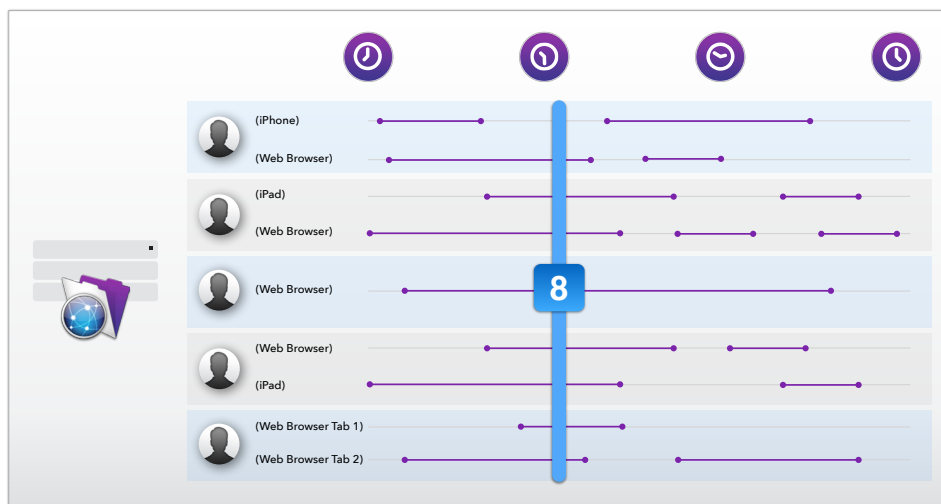 (iPhone)
(Web Browser)
(iPad)
(Web Browser)
(Web Browser)
8
(Web Browser)
(iPad)
(Web Browser Tab 1)
(Web Browser Tab 2)